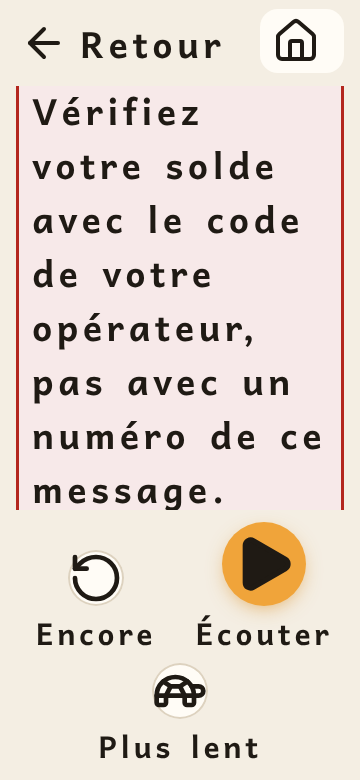 Retour
Vérifiez
votre solde
avec le code
de votre
opérateur,
pas avec un
numéro de ce
message.
Encore
Écouter
Plus lent